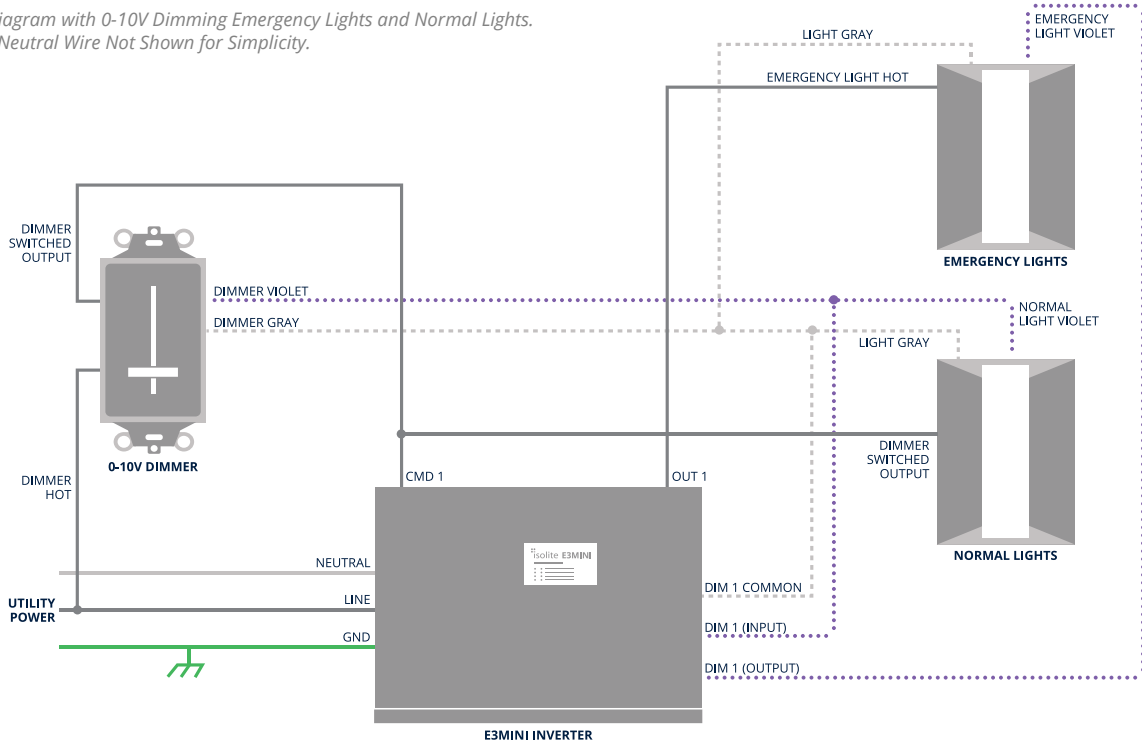 iagram with 0-10V Dimming Emergency Lights and Normal Lights.
Neutral Wire Not Shown for Simplicity.
EMERGENCY
LIGHT VIOLET
LIGHT GRAY
EMERGENCY LIGHT HOT
EMERGENCY LIGHTS
DIMMER
SWITCHED
OUTPUT
DIMMER VIOLET
DIMMER GRAY
NORMAL
LIGHT VIOLET
LIGHT GRAY
0-10V DIMMER
DIMMER
HOT
DIMMER
SWITCHED
OUTPUT
CMD 1
OUT 1
NORMAL LIGHTS
isolite E3MINI
NEUTRAL
UTILITY
POWER
LINE
GND
DIM 1 COMMON
DIM 1 (INPUT)
DIM 1 (OUTPUT)
E3MINI INVERTER